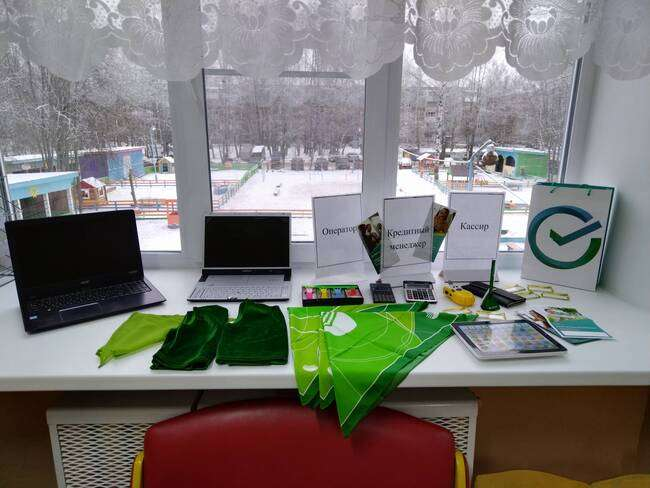 Оператор
Кредитный
менеджер
Кассир